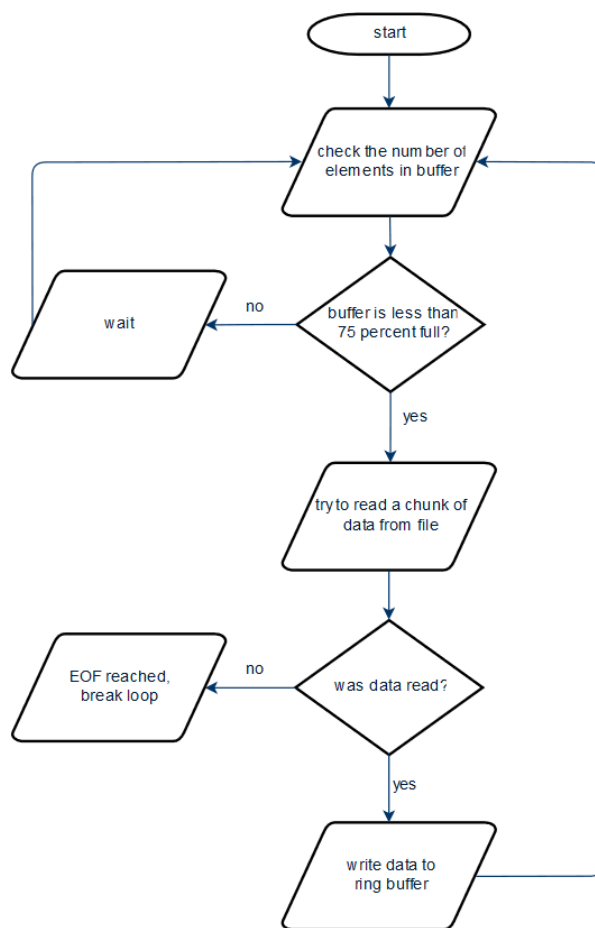 start
check the number of
elements in buffer
buffer is less than
75 percent full?
no
wait
yes
try to read a chunk of
data from file
was data read?
no
EOF reached,
break loop
yes
write data to
ring buffer